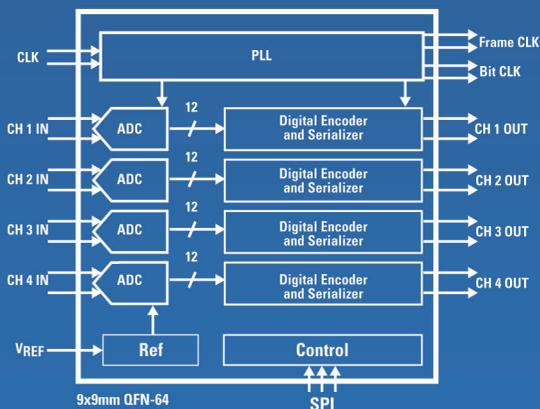 CLK
PLL
Frame CLK
Bit CLK
CH 1 IN
ADC
12
Digital Encoder
and Serializer
CH 1 OUT
CH 2 IN
ADC
12
Digital Encoder
and Serializer
CH 2 OUT
CH 3 IN
ADC
12
Digital Encoder
and Serializer
CH 3 OUT
CH 4 IN
ADC
12
Digital Encoder
and Serializer
CH 4 OUT
VREF
Ref
Control
9x9mm QFN-64
SPI